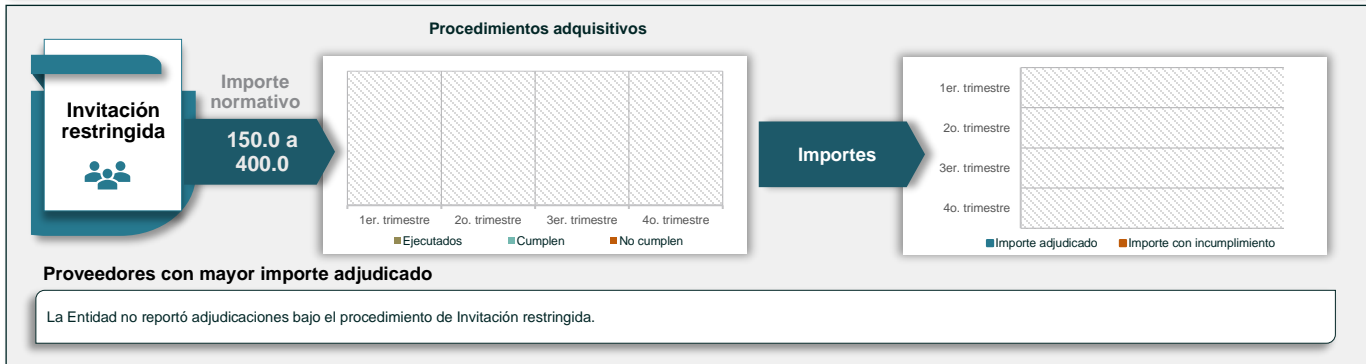 Procedimientos adquisitivos
Invitación
restringida
Importe
normativo
150.0 a
400.0
1er. trimestre
2o. trimestre
3er. trimestre
4o. trimestre
Ejecutados
Cumplen
No cumplen
Importes
1er. trimestre
2o. trimestre
3er. trimestre
4o. trimestre
Importe adjudicado
Importe con incumplimiento
Proveedores con mayor importe adjudicado
La Entidad no reportó adjudicaciones bajo el procedimiento de Invitación restringida.